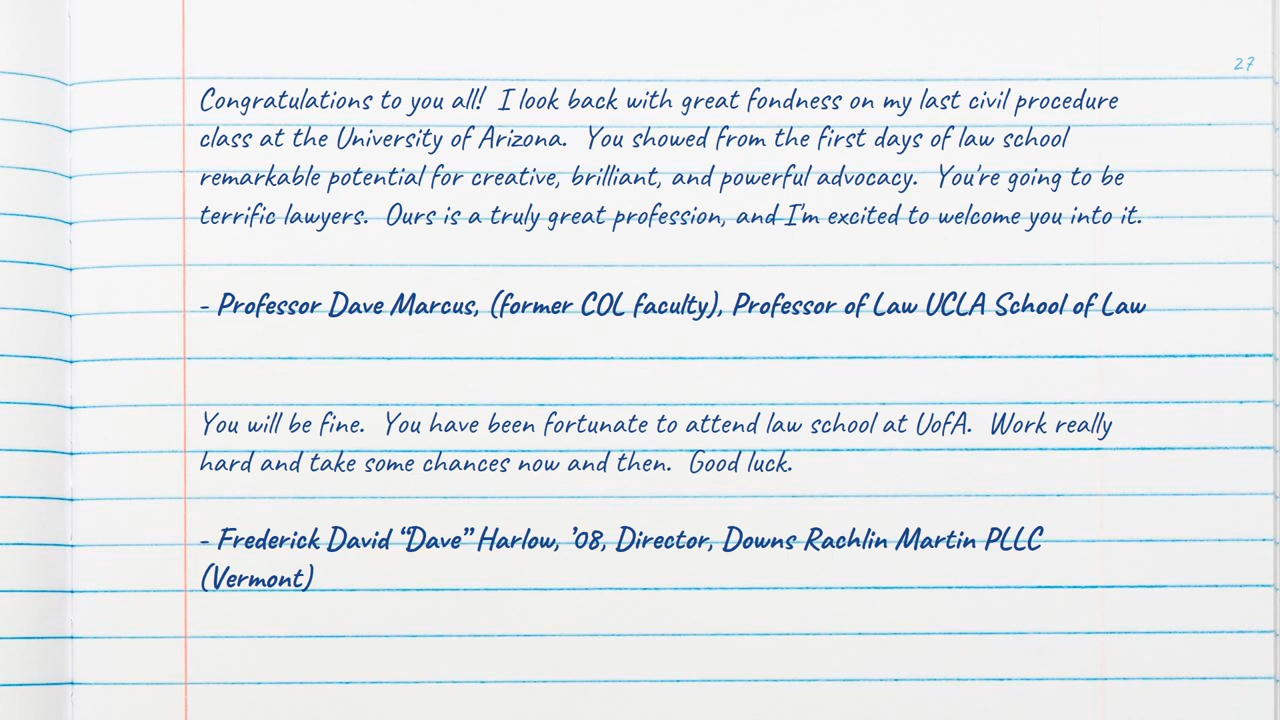 27
Congratulations to you all!  I look back with great fondness on my last civil procedure
class at the University of Arizona.  You showed from the first days of law school
remarkable potential for creative, brilliant, and powerful advocacy.  You're going to be
terrific lawyers.  Ours is a truly great profession, and I'm excited to welcome you into it.
- Professor Dave Marcus, (former COL faculty), Professor of Law UCLA School of Law
You will be fine.  You have been fortunate to attend law school at UofA.  Work really
hard and take some chances now and then.  Good luck.
- Frederick David “Dave” Harlow, ’08, Director, Downs Rachlin Martin PLLC
(Vermont)